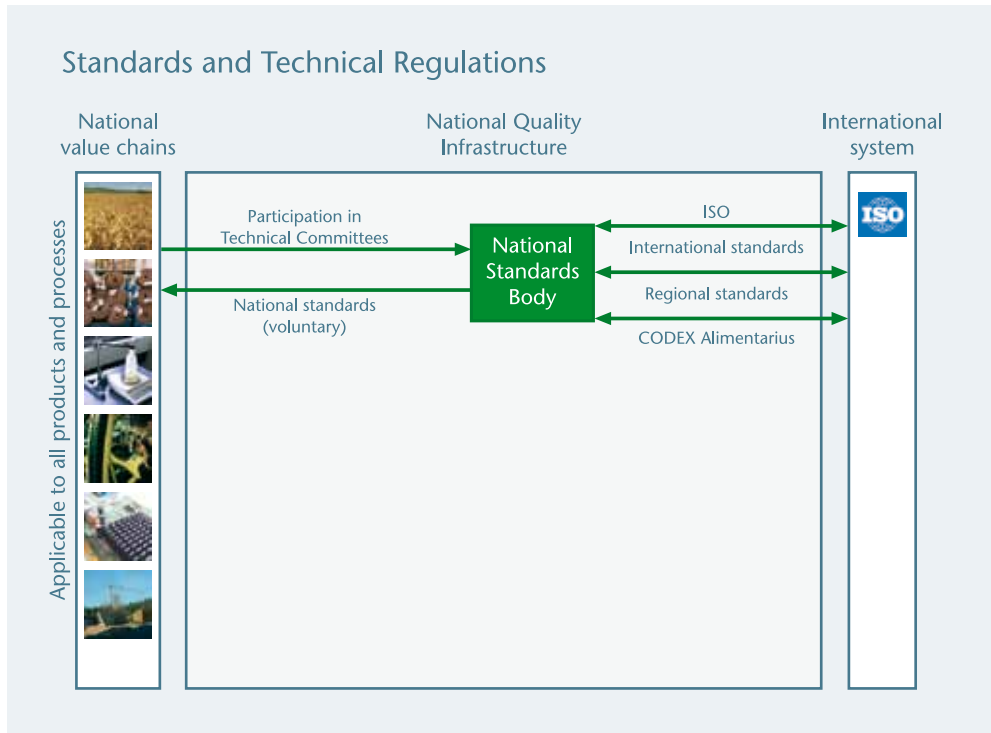 Standards and Technical Regulations
National
value chains
National Quality
Infrastructure
International
system
Applicable to all products and processes
Participation in
Technical Committees
National standards
(voluntary)
National
Standards
Body
ISO
International standards
Regional standards
CODEX Alimentarius
ISO